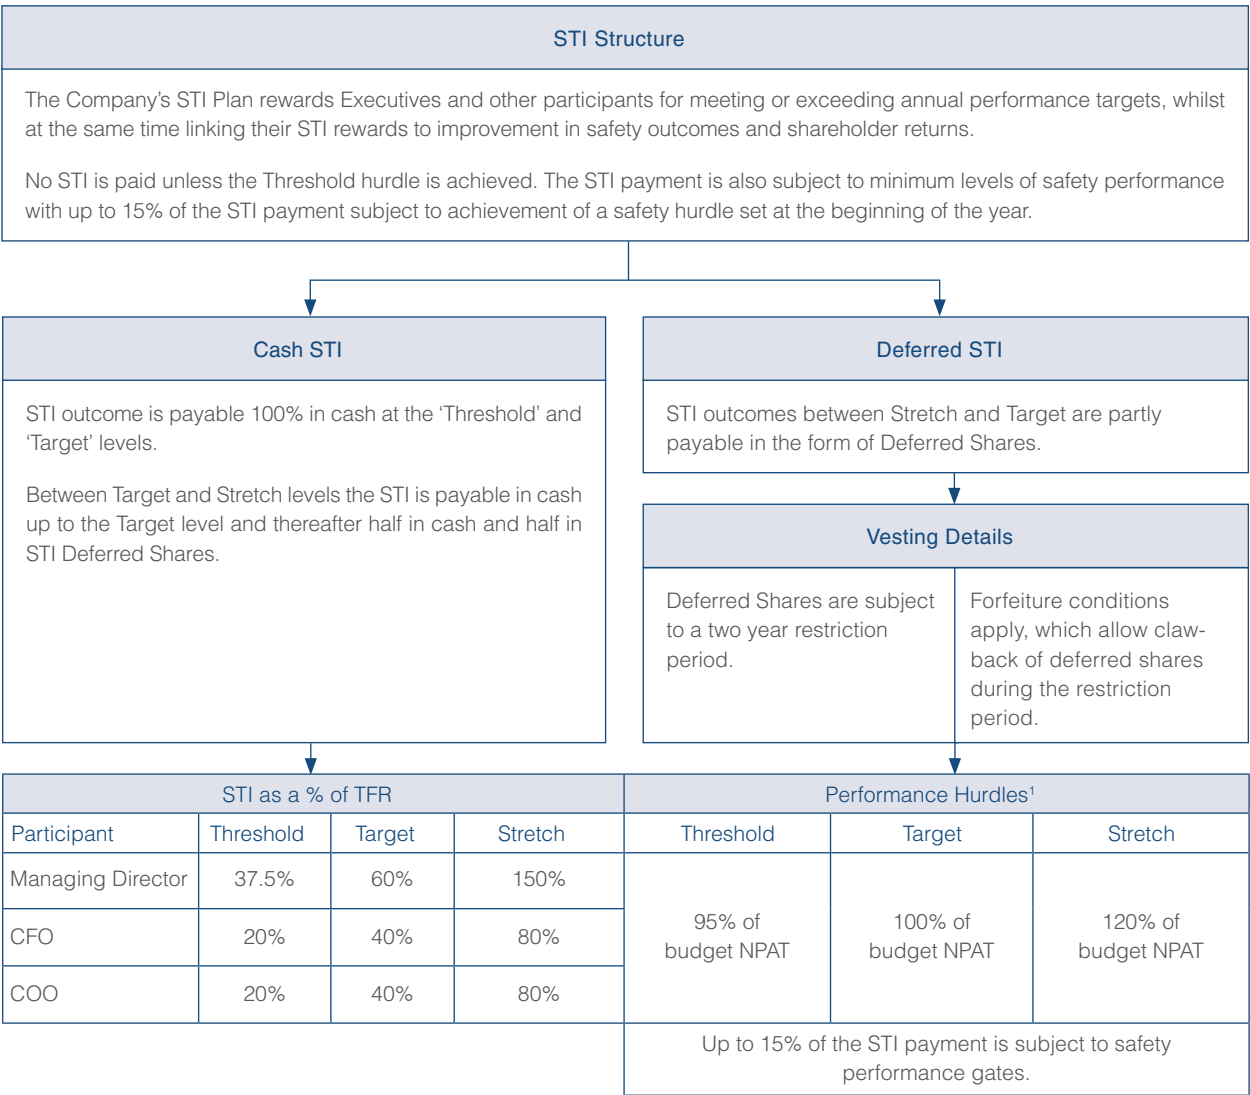 STI Structure
The Company's STI Plan rewards Executives and other participants for meeting or exceeding annual performance targets, whilst
at the same time linking their STI rewards to improvement in safety outcomes and shareholder returns.
No STI is paid unless the Threshold hurdle is achieved. The STI payment is also subject to minimum levels of safety performance
with up to 15% of the STI payment subject to achievement of a safety hurdle set at the beginning of the year.
Cash STI
STI outcome is payable 100% in cash at the ‘Threshold’ and
‘Target’ levels.
Between Target and Stretch levels the STI is payable in cash
up to the Target level and thereafter half in cash and half in
STI Deferred Shares.
Deferred STI
STI outcomes between Stretch and Target are partly
payable in the form of Deferred Shares.
Vesting Details
Deferred Shares are subject
to a two year restriction
period.
Forfeiture conditions
apply, which allow claw-
back of deferred shares
during the restriction
period.
STI as a % of TFR
Participant Threshold Target Stretch
Managing Director 37.5% 60% 150%
CFO 20% 40% 80%
COO 20% 40% 80%
Performance Hurdles¹
Threshold Target Stretch
95% of 100% of 120% of
budget NPAT budget NPAT budget NPAT
Up to 15% of the STI payment is subject to safety
performance gates.